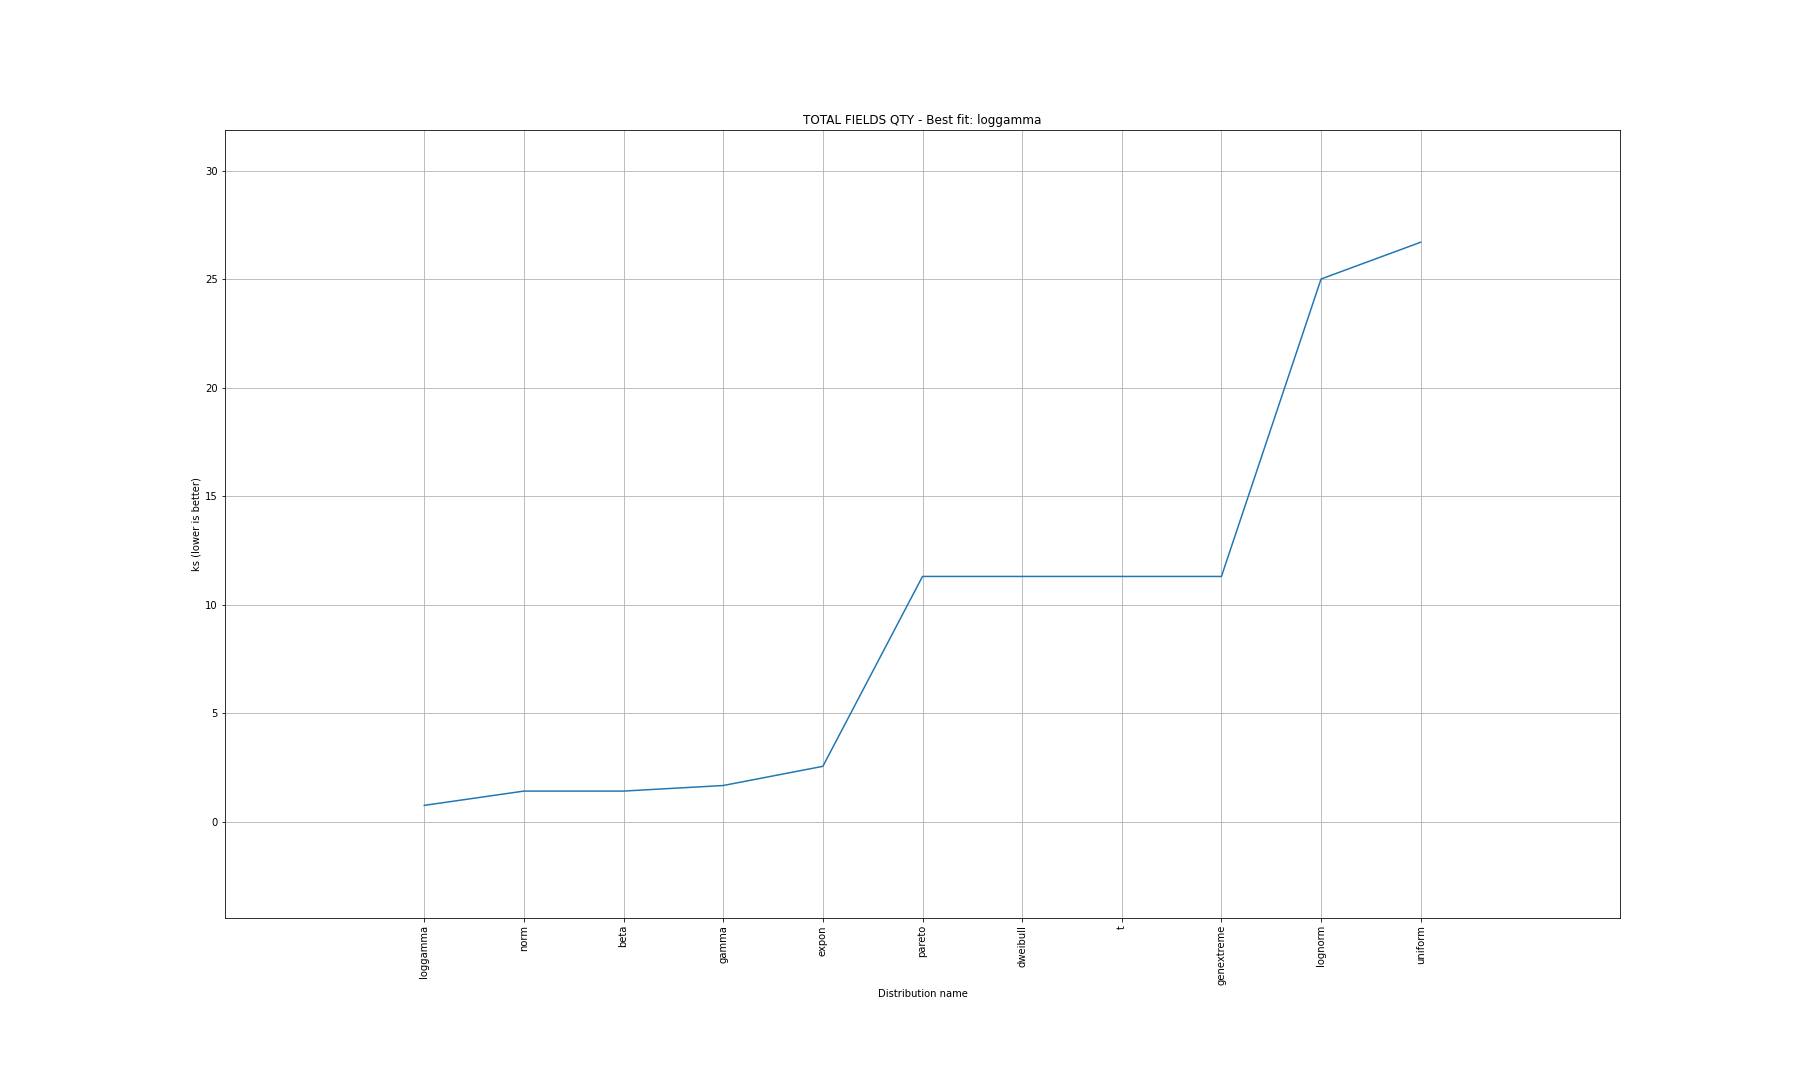 TOTAL FIELDS QTY - Best fit: loggamma
ks (lower is better)
30
25
20
15
10
5
0
loggamma
norm
beta
gamma
expon
pareto
dweibull
t
genextreme
lognorm
uniform
Distribution name